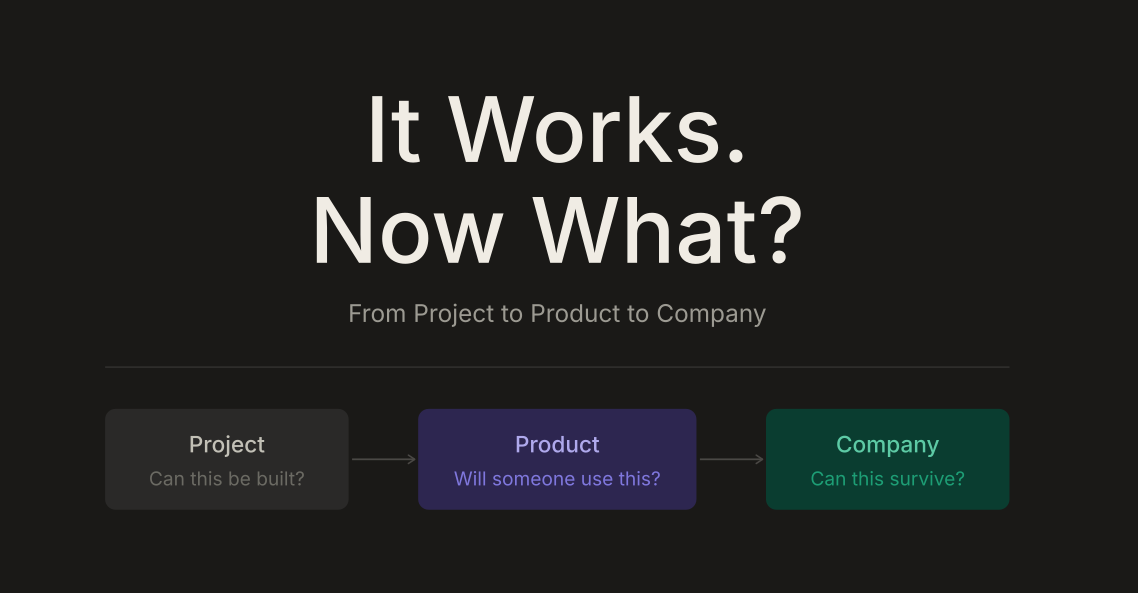 It Works.
Now What?
From Project to Product to Company
Project
Can this be built?
Product
Will someone use this?
Company
Can this survive?